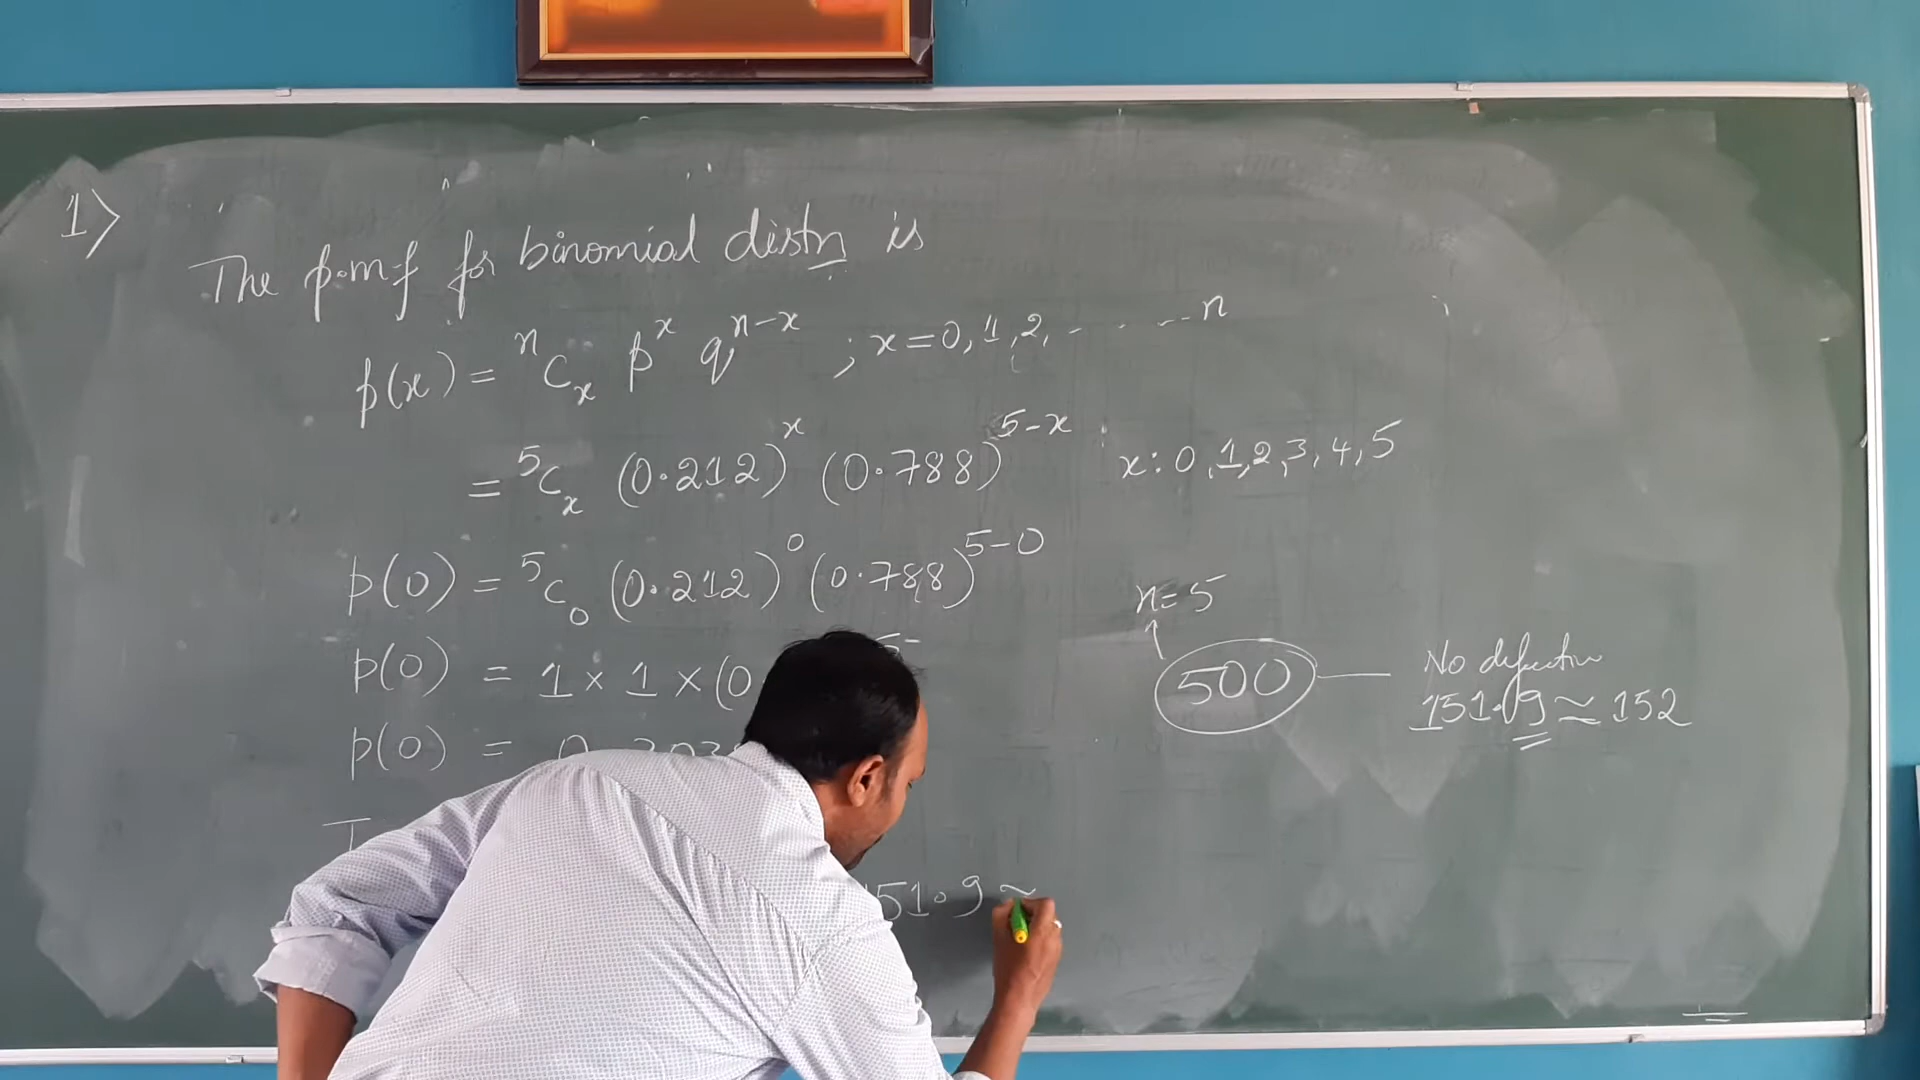 1>
The p.m.f for binomial distn is
p(x) = ⁿCₓ pˣ qⁿ⁻ˣ ; x=0,1,2,-.-.-..n
= ⁵Cₓ (0.212)ˣ (0.788)⁵⁻ˣ x: 0,1,2,3,4,5
p(0) = ⁵C₀ (0.212)⁰ (0.788)⁵⁻⁰
p(0) = 1 × 1 × (0.
p(0) = 0.303
151.9 ≈
n=5
500 — No defective
151.9 ≈ 152